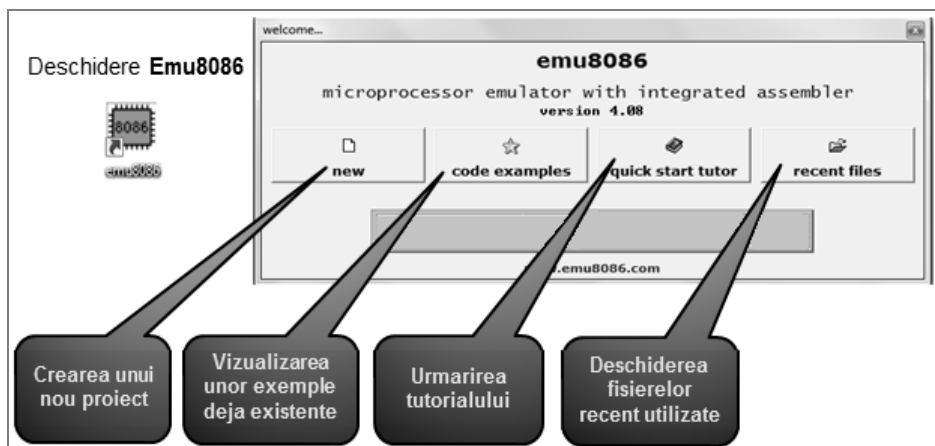 welcome...
Deschidere Emu8086
emu8086
microprocessor emulator with integrated assembler
version 4.08
8086
emu8086
new
code examples
quick start tutor
recent files
.emu8086.com
Crearea unui
nou proiect
Vizualizarea
unor exemple
deja existente
Urmarirea
tutorialului
Deschiderea
fisierelor
recent utilizate